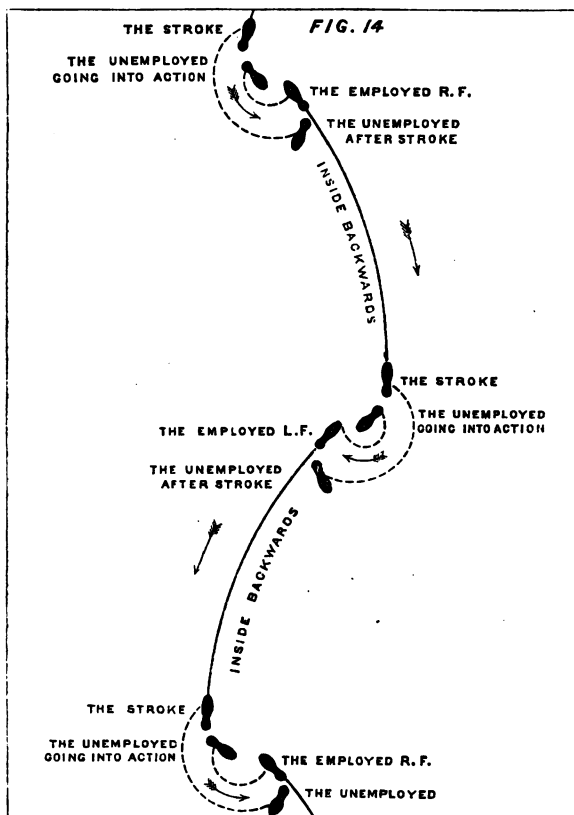 FIG. 14
THE STROKE
THE UNEMPLOYED
GOING INTO ACTION
THE EMPLOYED R.F.
THE UNEMPLOYED
AFTER STROKE
INSIDE BACKWARDS
THE STROKE
THE UNEMPLOYED
GOING INTO ACTION
THE EMPLOYED L.F.
THE UNEMPLOYED
AFTER STROKE
INSIDE BACKWARDS
THE STROKE
THE UNEMPLOYED
GOING INTO ACTION
THE EMPLOYED R.F.
THE UNEMPLOYED